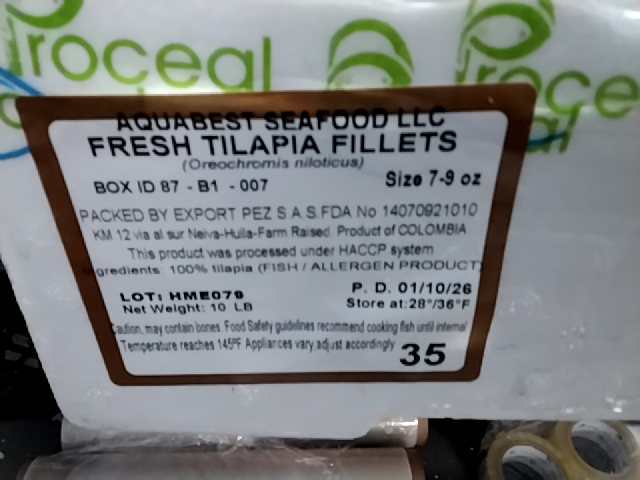 roceal
roce
AQUABEST SEAFOOD LLC
FRESH TILAPIA FILLETS
(Oreochromis niloticus)
BOX ID 87 - B1 - 007 Size 7-9 oz
PACKED BY EXPORT PEZ S.A.S.FDA No 14070921010
KM 12 via al sur Neiva-Huila-Farm Raised. Product of COLOMBIA
This product was processed under HACCP system
Ingredients: 100% tilapia (FISH / ALLERGEN PRODUCT)
LOT: HME079 P. D. 01/10/26
Net Weight: 10 LB Store at:28°/36°F
Caution, may contain bones. Food Safety guidelines recommend cooking fish until internal
Temperature reaches 145ºF Appliances vary,adjust accordingly 35